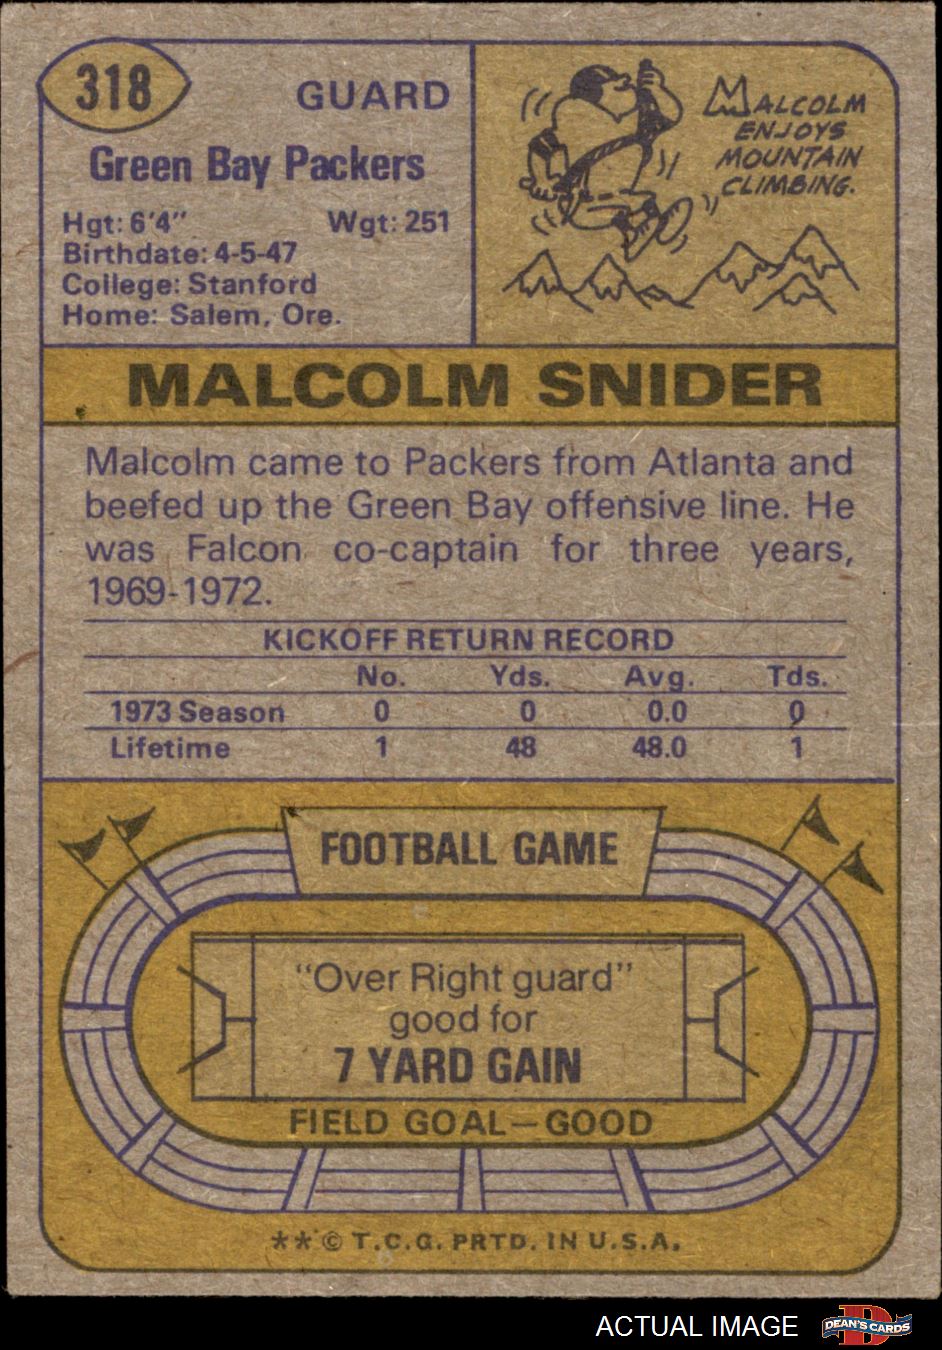 318
GUARD
Green Bay Packers
Hgt: 6'4" Wgt: 251
Birthdate: 4-5-47
College: Stanford
Home: Salem, Ore.
MALCOLM
ENJOYS
MOUNTAIN
CLIMBING.
MALCOLM SNIDER
Malcolm came to Packers from Atlanta and
beefed up the Green Bay offensive line. He
was Falcon co-captain for three years,
1969-1972.
KICKOFF RETURN RECORD
No. Yds. Avg. Tds.
1973 Season 0 0 0.0 0
Lifetime 1 48 48.0 1
FOOTBALL GAME
"Over Right guard"
good for
7 YARD GAIN
FIELD GOAL—GOOD
** © T.C.G. PRTD. IN U.S.A.
ACTUAL IMAGE
D
DEAN'S CARDS